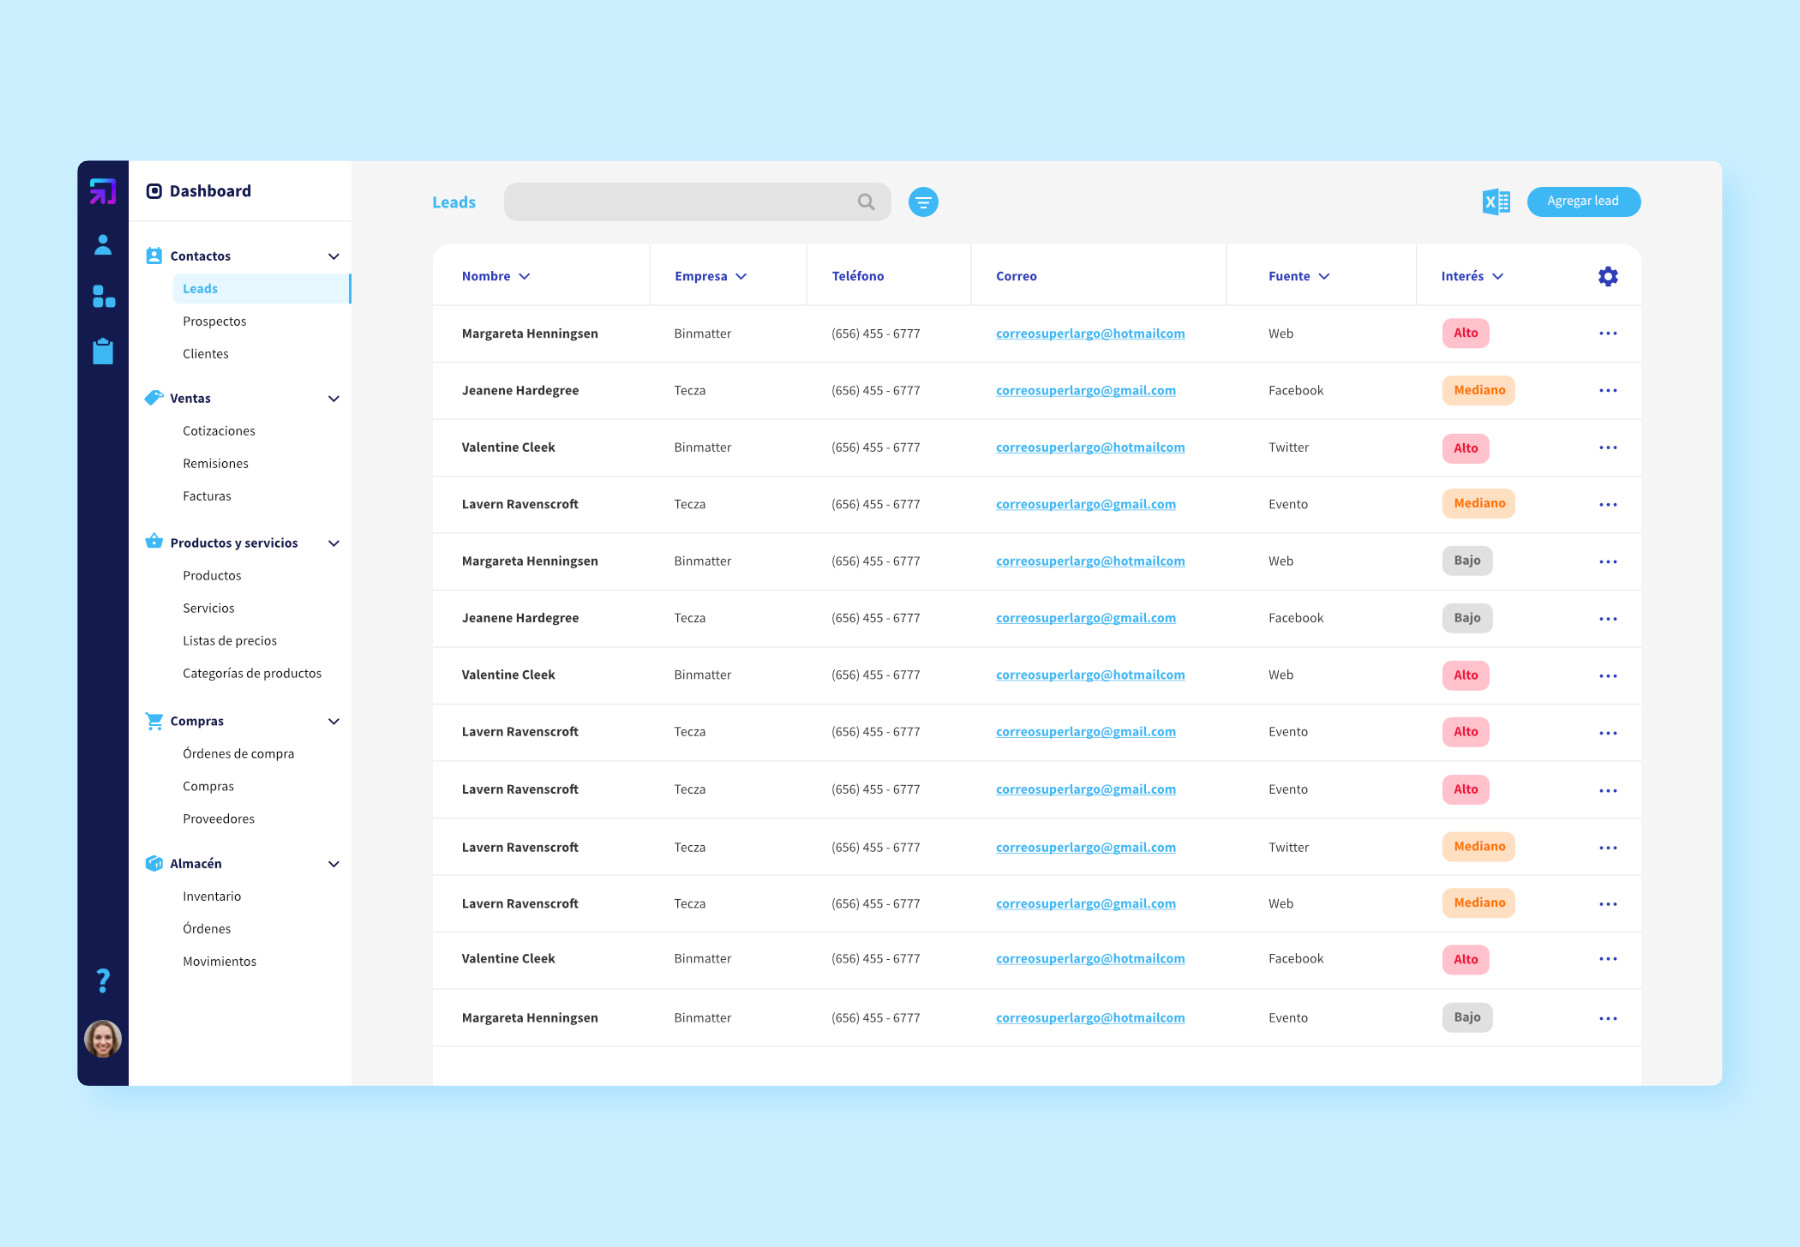 Dashboard
Contactos
Leads
Prospectos
Clientes
Ventas
Cotizaciones
Remisiones
Facturas
Productos y servicios
Productos
Servicios
Listas de precios
Categorías de productos
Compras
Órdenes de compra
Compras
Proveedores
Almacén
Inventario
Órdenes
Movimientos
?
Leads
X
Agregar lead
Nombre Empresa Teléfono Correo Fuente Interés
Margareta Henningsen Binmatter (656) 455 - 6777 correosuperlargo@hotmailcom Web Alto
Jeanene Hardegree Tecza (656) 455 - 6777 correosuperlargo@gmail.com Facebook Mediano
Valentine Cleek Binmatter (656) 455 - 6777 correosuperlargo@hotmailcom Twitter Alto
Lavern Ravenscroft Tecza (656) 455 - 6777 correosuperlargo@gmail.com Evento Mediano
Margareta Henningsen Binmatter (656) 455 - 6777 correosuperlargo@hotmailcom Web Bajo
Jeanene Hardegree Tecza (656) 455 - 6777 correosuperlargo@gmail.com Facebook Bajo
Valentine Cleek Binmatter (656) 455 - 6777 correosuperlargo@hotmailcom Web Alto
Lavern Ravenscroft Tecza (656) 455 - 6777 correosuperlargo@gmail.com Evento Alto
Lavern Ravenscroft Tecza (656) 455 - 6777 correosuperlargo@gmail.com Evento Alto
Lavern Ravenscroft Tecza (656) 455 - 6777 correosuperlargo@gmail.com Twitter Mediano
Lavern Ravenscroft Tecza (656) 455 - 6777 correosuperlargo@gmail.com Web Mediano
Valentine Cleek Binmatter (656) 455 - 6777 correosuperlargo@hotmailcom Facebook Alto
Margareta Henningsen Binmatter (656) 455 - 6777 correosuperlargo@hotmailcom Evento Bajo